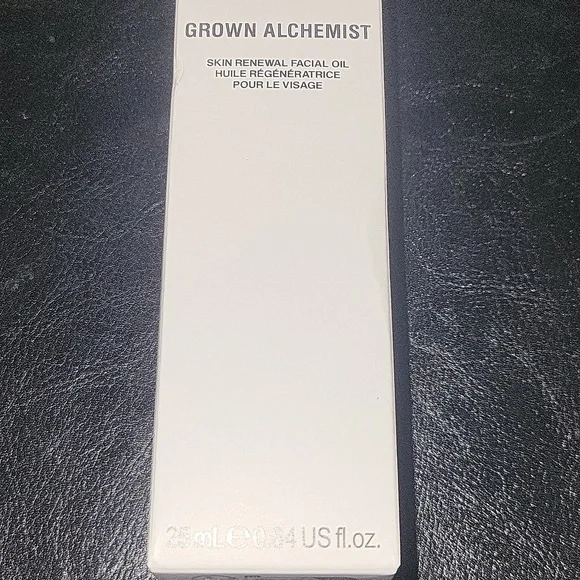 GROWN ALCHEMIST
SKIN RENEWAL FACIAL OIL
HUILE RÉGÉNÉRATRICE
POUR LE VISAGE
25 mL ℮ 0.84 US fl.oz.